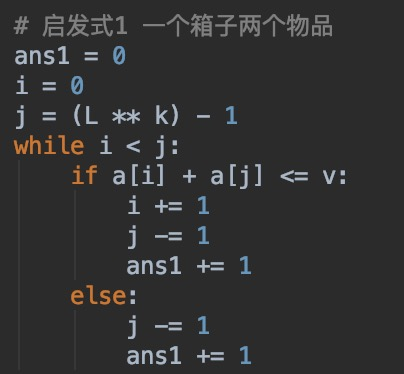 # 启发式1 一个箱子两个物品
ans1 = 0
i = 0
j = (L ** k) - 1
while i < j:
    if a[i] + a[j] <= v:
        i += 1
        j -= 1
        ans1 += 1
    else:
        j -= 1
        ans1 += 1